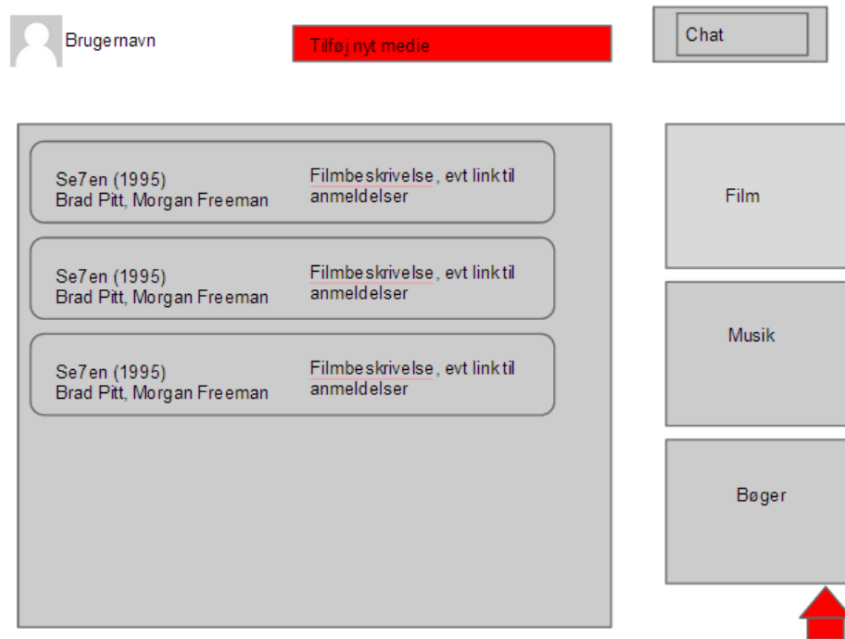 Brugernavn
Tilføj nyt medie
Chat
Se7en (1995)
Brad Pitt, Morgan Freeman
Filmbeskrivelse, evt link til
anmeldelser
Se7en (1995)
Brad Pitt, Morgan Freeman
Filmbeskrivelse, evt link til
anmeldelser
Se7en (1995)
Brad Pitt, Morgan Freeman
Filmbeskrivelse, evt link til
anmeldelser
Film
Musik
Bøger